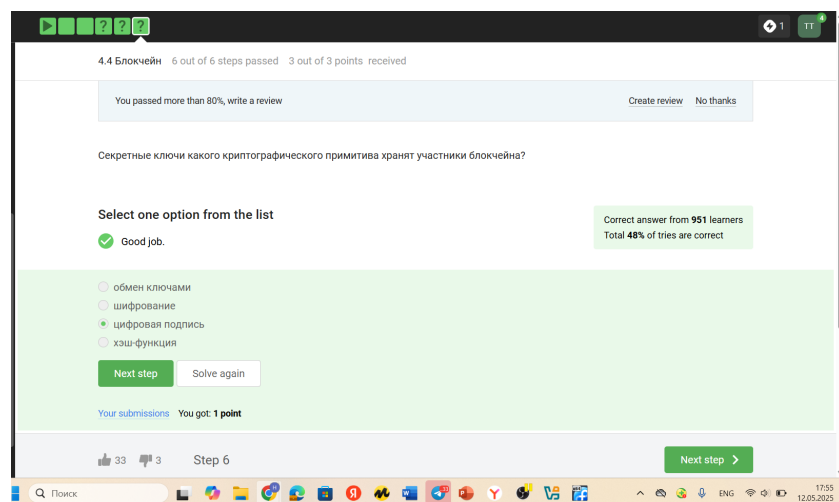 ? ? ?
1
TT
4
4.4 Блокчейн 6 out of 6 steps passed 3 out of 3 points received
You passed more than 80%, write a review Create review No thanks
Секретные ключи какого криптографического примитива хранят участники блокчейна?
Select one option from the list
Good job.
Correct answer from 951 learners
Total 48% of tries are correct
обмен ключами
шифрование
цифровая подпись
хэш-функция
Next step Solve again
Your submissions You got: 1 point
33 3 Step 6 Next step
Поиск
ENG
17:55
12.05.2025